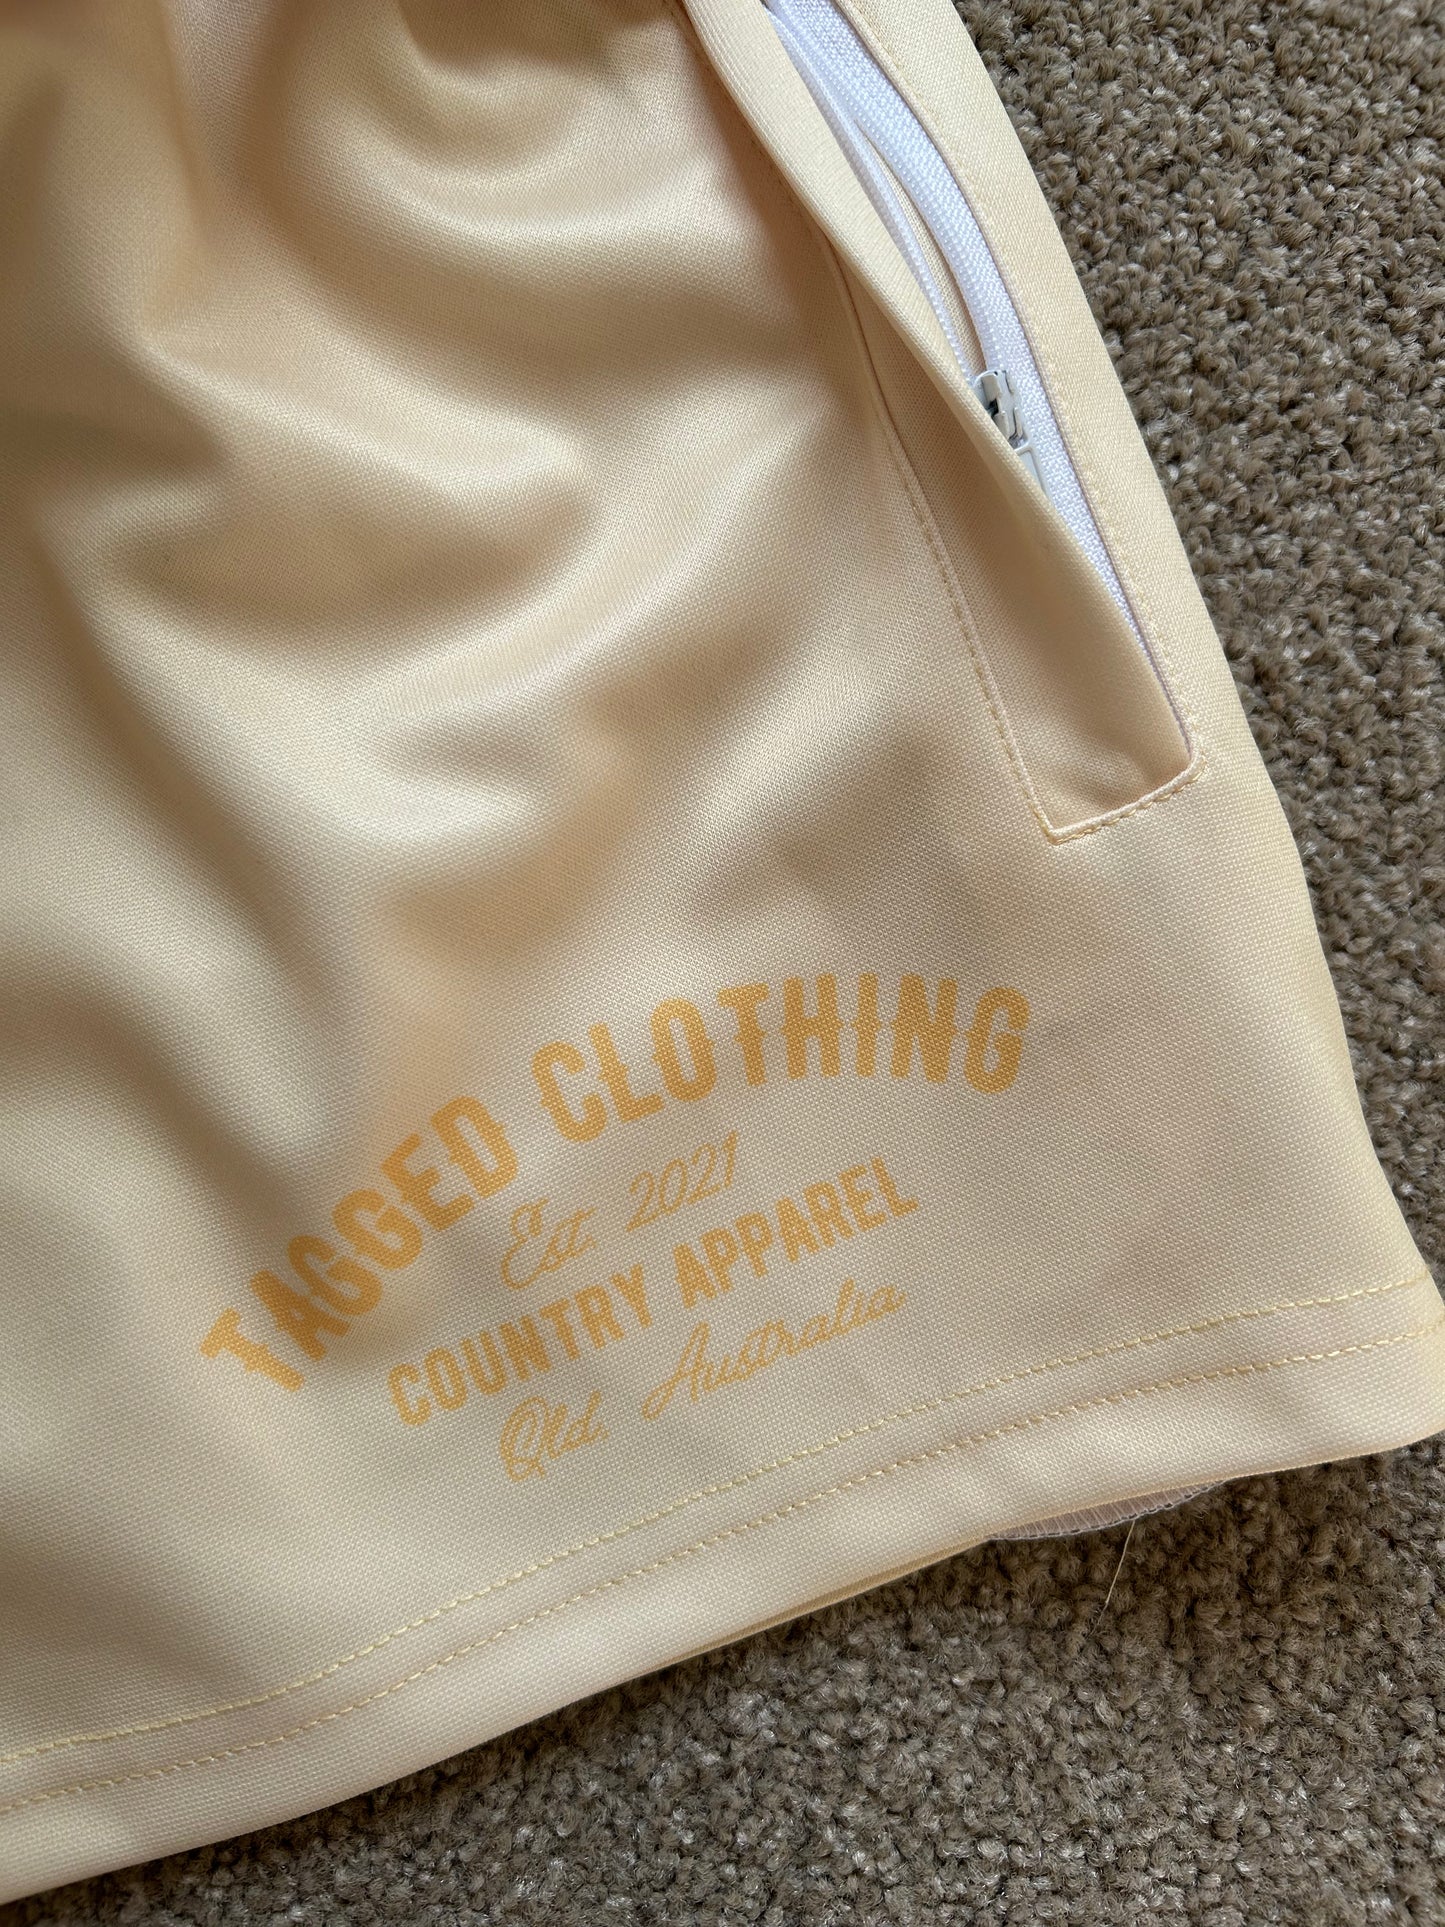 TAGGED CLOTHING
Est. 2021
COUNTRY APPAREL
Qld. Australia